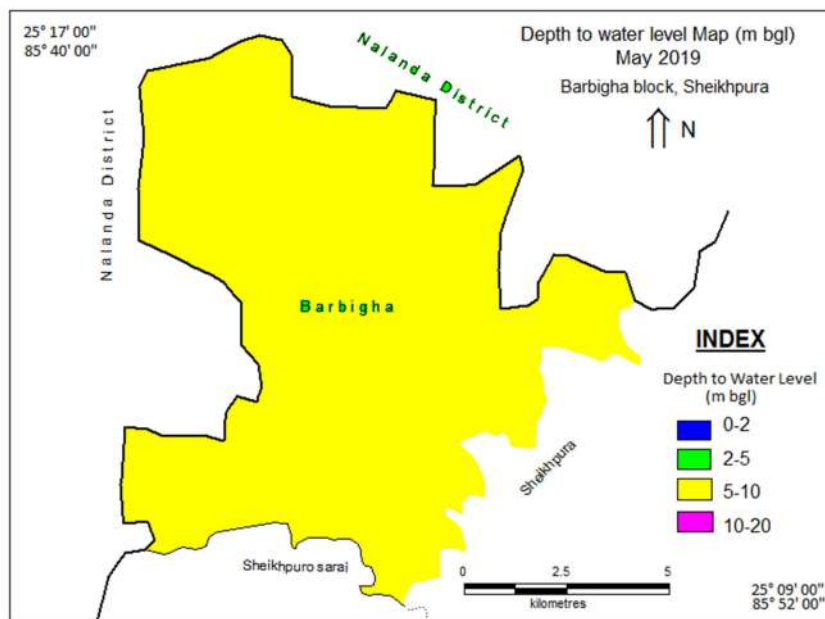 25° 17' 00"
85° 40' 00"
Depth to water level Map (m bgl)
May 2019
Barbigha block, Sheikhpura
N
Nalanda District
Nalanda District
Barbigha
INDEX
Depth to Water Level
(m bgl)
0-2
2-5
5-10
10-20
Sheikhpura
Sheikhpuro sarai
0 2.5 5
kilometres
25° 09' 00"
85° 52' 00"